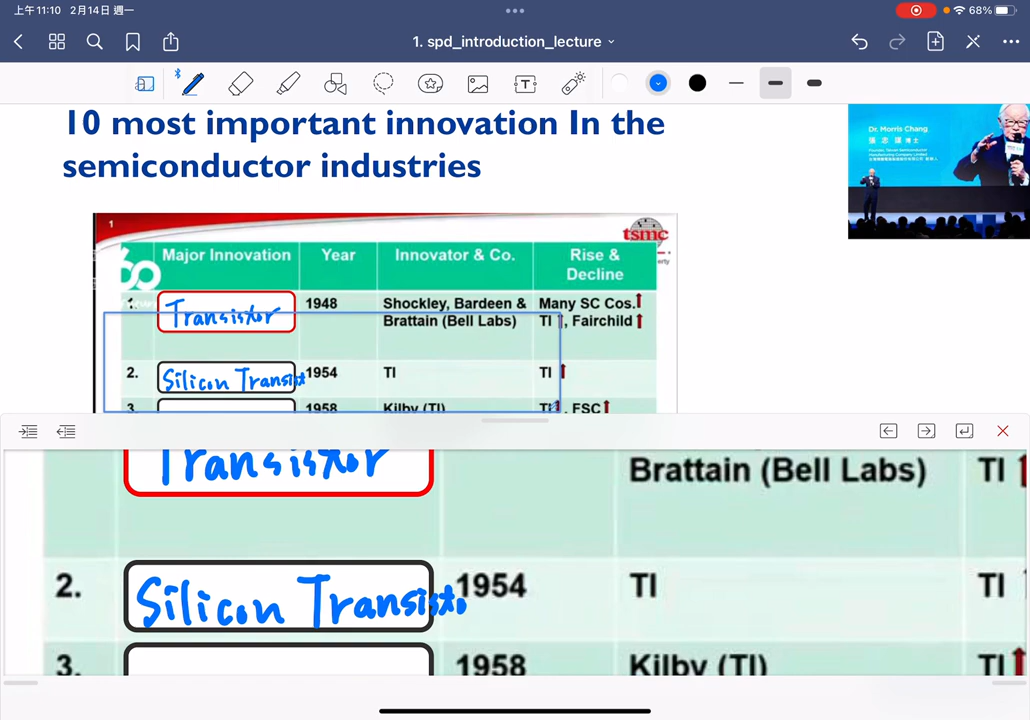 上午11:10 2月14日 週一
68%
1. spd_introduction_lecture
T
10 most important innovation In the
semiconductor industries
Dr. Morris Chang
張忠謀 博士
1
tsmc
60
Major Innovation Year Innovator & Co. Rise &
Decline
1. Transistor 1948 Shockley, Bardeen & Many SC Cos.
Brattain (Bell Labs) TI , Fairchild
2. Silicon Transist 1954 TI TI
3. 1958 Kilby (TI) TI , FSC
Transistor Brattain (Bell Labs) TI
2. Silicon Transisto 1954 TI TI
3. 1958 Kilby (TI) TI